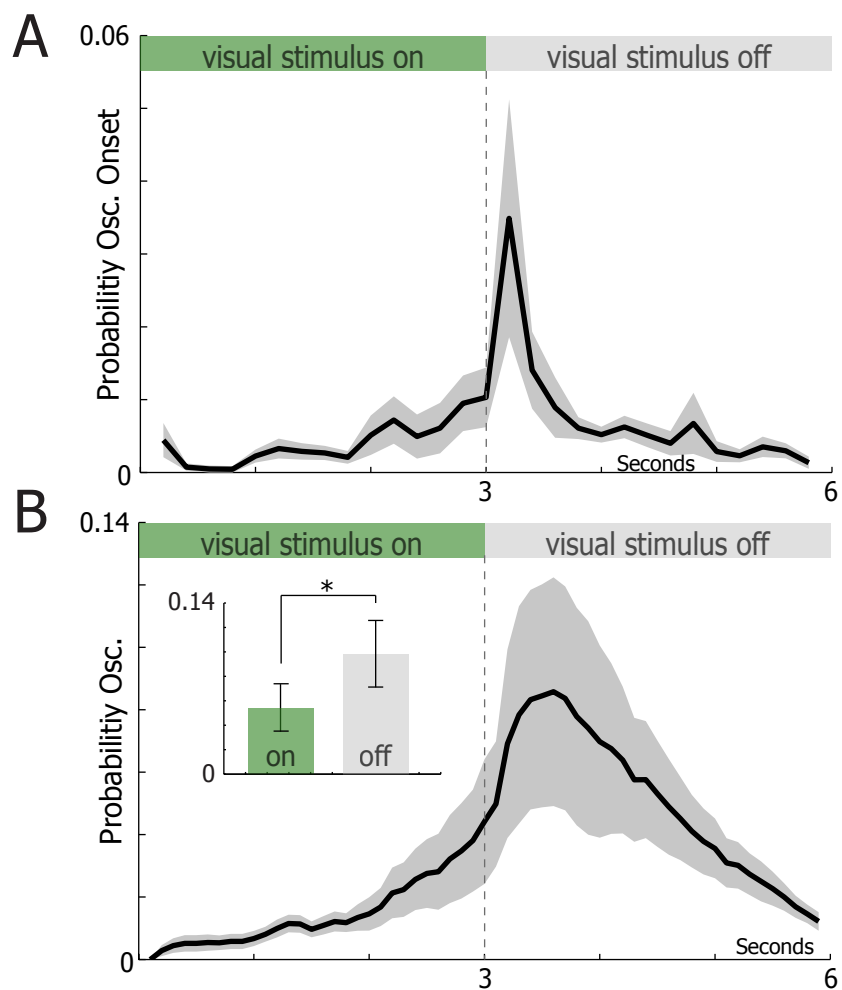 A
0.06
visual stimulus on
visual stimulus off
Probabilitiy Osc. Onset
0
Seconds
3
6
B
0.14
visual stimulus on
visual stimulus off
Probabilitiy Osc.
0.14
*
on
off
0
0
Seconds
3
6